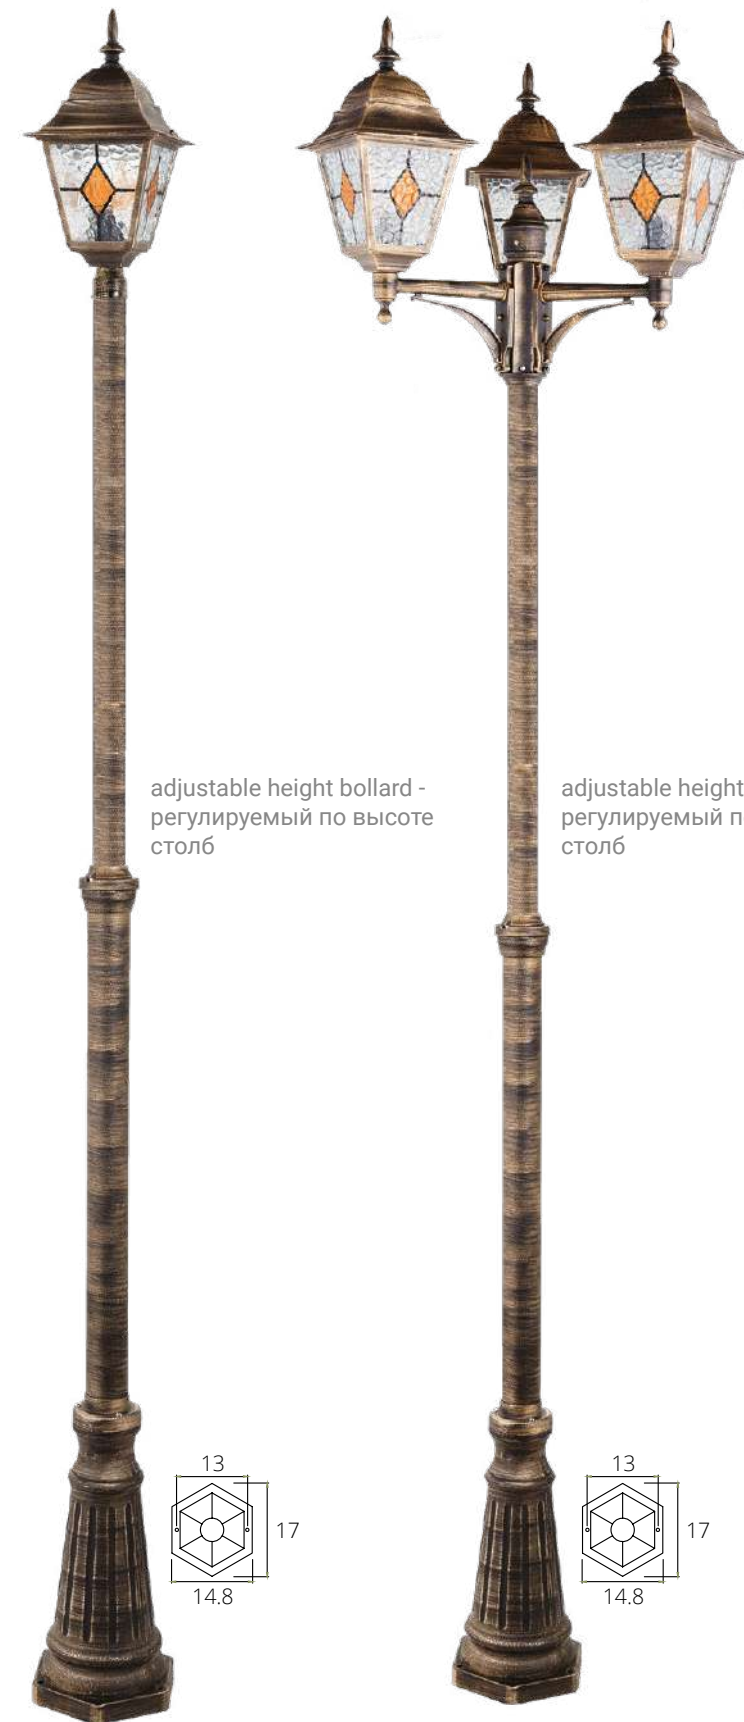 adjustable height bollard -
регулируемый по высоте
столб
adjustable height
регулируемый
столб
13
17
14.8
13
17
14.8